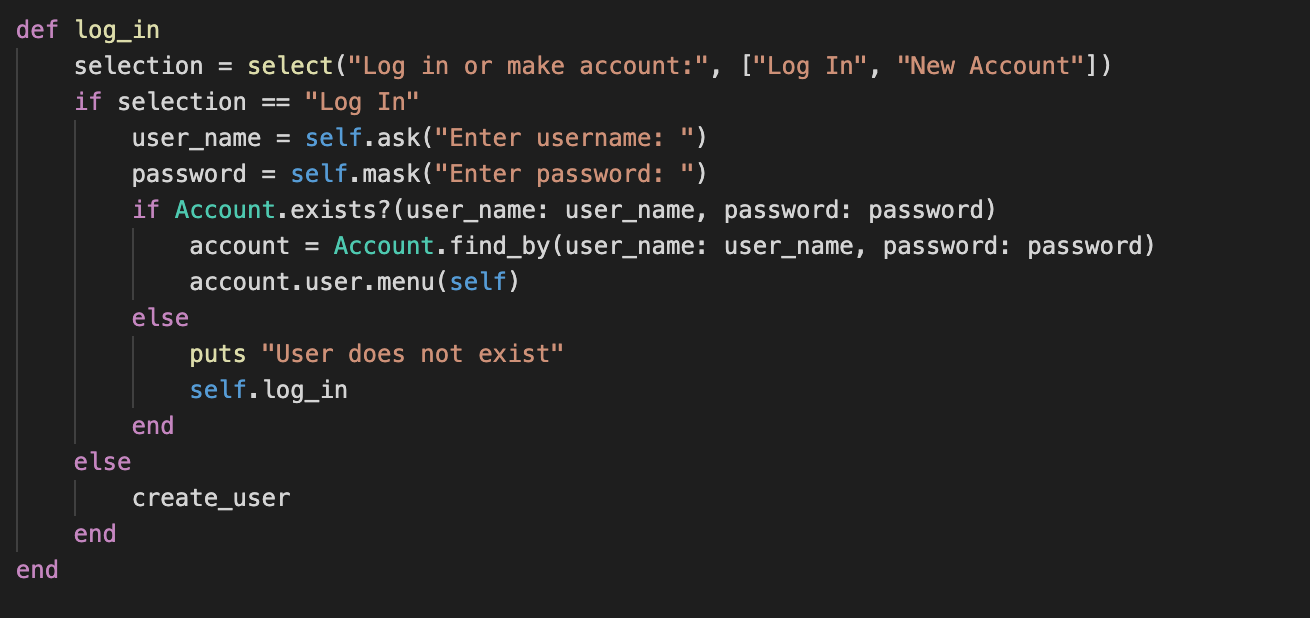 def log_in
    selection = select("Log in or make account:", ["Log In", "New Account"])
    if selection == "Log In"
        user_name = self.ask("Enter username: ")
        password = self.mask("Enter password: ")
        if Account.exists?(user_name: user_name, password: password)
            account = Account.find_by(user_name: user_name, password: password)
            account.user.menu(self)
        else
            puts "User does not exist"
            self.log_in
        end
    else
        create_user
    end
end